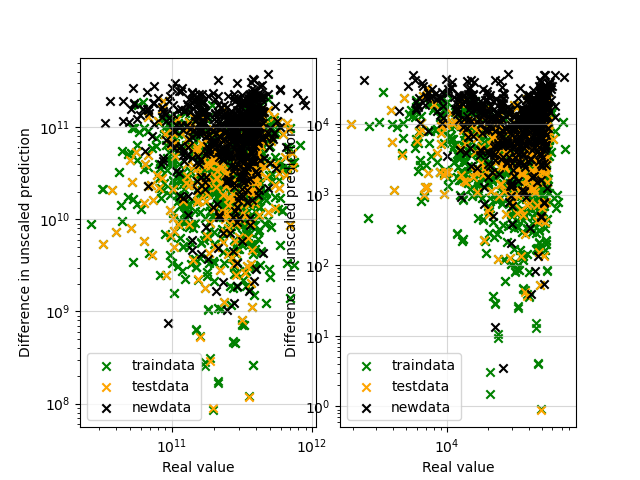 Difference in unscaled prediction
10^11
10^10
10^9
10^8
10^11
10^12
Real value
traindata
testdata
newdata
Difference in unscaled prediction
10^4
10^3
10^2
10^1
10^0
10^4
Real value
traindata
testdata
newdata